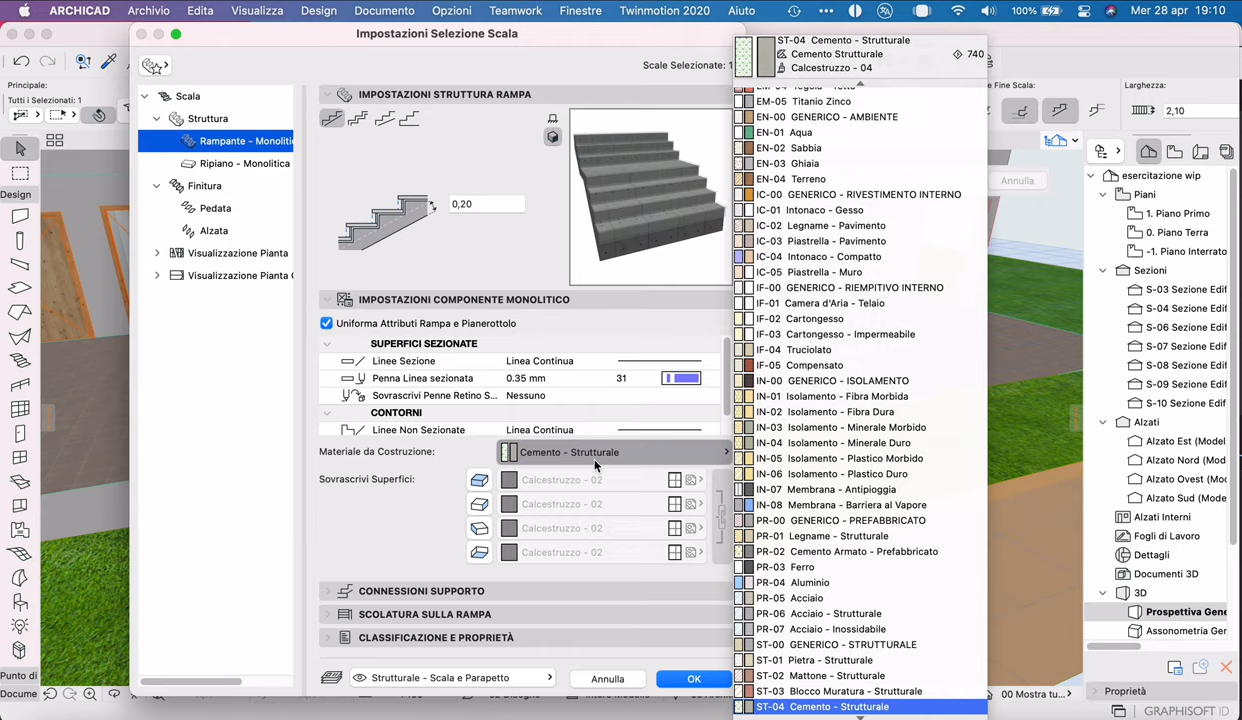 ARCHICAD Archivio Edita Visualizza Design Documento Opzioni Teamwork Finestre Twinmotion 2020 Aiuto 100% Mer 28 apr 19:10
Impostazioni Selezione Scala
Principale:
Tutti i Selezionati: 1
Design
Punto di
Docume
Scale Selezionate: 1
Scala
Struttura
Rampante - Monoliti
Ripiano - Monolitica
Finitura
Pedata
Alzata
Visualizzazione Pianta
Visualizzazione Pianta
IMPOSTAZIONI STRUTTURA RAMPA
0,20
IMPOSTAZIONI COMPONENTE MONOLITICO
Uniforma Attributi Rampa e Pianerottolo
SUPERFICI SEZIONATE
Linee Sezione Linea Continua
Penna Linea sezionata 0.35 mm 31
Sovrascrivi Penne Retino S... Nessuno
CONTORNI
Linee Non Sezionate Linea Continua
Materiale da Costruzione: Cemento - Strutturale
Sovrascrivi Superfici: Calcestruzzo - 02
Calcestruzzo - 02
Calcestruzzo - 02
Calcestruzzo - 02
CONNESSIONI SUPPORTO
SCOLATURA SULLA RAMPA
CLASSIFICAZIONE E PROPRIETÀ
Strutturale - Scala e Parapetto Annulla OK
ST-04 Cemento - Strutturale
Cemento Strutturale 740
Calcestruzzo - 04
EM-05 Titanio Zinco
EN-00 GENERICO - AMBIENTE
EN-01 Aqua
EN-02 Sabbia
EN-03 Ghiaia
EN-04 Terreno
IC-00 GENERICO - RIVESTIMENTO INTERNO
IC-01 Intonaco - Gesso
IC-02 Legname - Pavimento
IC-03 Piastrella - Pavimento
IC-04 Intonaco - Compatto
IC-05 Piastrella - Muro
IF-00 GENERICO - RIEMPITIVO INTERNO
IF-01 Camera d'Aria - Telaio
IF-02 Cartongesso
IF-03 Cartongesso - Impermeabile
IF-04 Truciolato
IF-05 Compensato
IN-00 GENERICO - ISOLAMENTO
IN-01 Isolamento - Fibra Morbida
IN-02 Isolamento - Fibra Dura
IN-03 Isolamento - Minerale Morbido
IN-04 Isolamento - Minerale Duro
IN-05 Isolamento - Plastico Morbido
IN-06 Isolamento - Plastico Duro
IN-07 Membrana - Antipioggia
IN-08 Membrana - Barriera al Vapore
PR-00 GENERICO - PREFABBRICATO
PR-01 Legname - Strutturale
PR-02 Cemento Armato - Prefabbricato
PR-03 Ferro
PR-04 Aluminio
PR-05 Acciaio
PR-06 Acciaio - Strutturale
PR-07 Acciaio - Inossidabile
ST-00 GENERICO - STRUTTURALE
ST-01 Pietra - Strutturale
ST-02 Mattone - Strutturale
ST-03 Blocco Muratura - Strutturale
ST-04 Cemento - Strutturale
Fine Scala: Larghezza:
2,10
Annulla
esercitazione wip
Piani
1. Piano Primo
0. Piano Terra
-1. Piano Interrato
Sezioni
S-03 Sezione Edif
S-04 Sezione Edif
S-06 Sezione Edif
S-07 Sezione Edif
S-08 Sezione Edif
S-09 Sezione Edif
S-10 Sezione Edif
Alzati
Alzato Est (Model
Alzato Nord (Mode
Alzato Ovest (Mode
Alzato Sud (Mode
Alzati Interni
Fogli di Lavoro
Dettagli
Documenti 3D
3D
Prospettiva Gene
Assonometria Ger
Proprietà
00 Mostra tu...
GRAPHISOFT ID